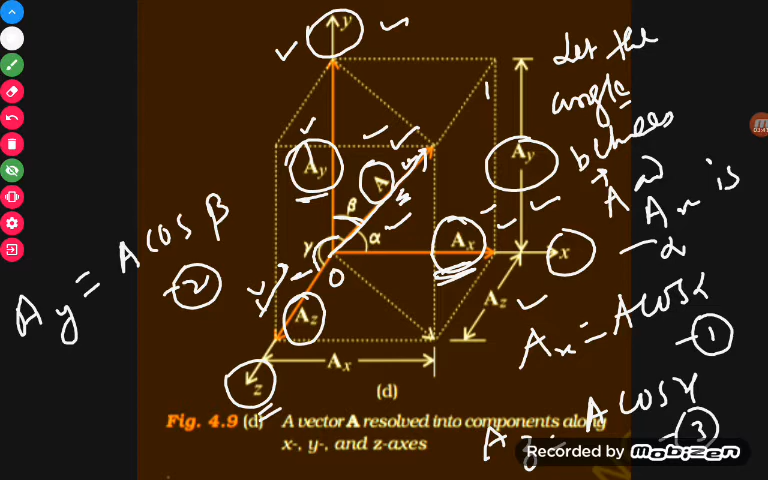 y
Let the
angle
between
A and
Ax is
α
Ay
Ay
A
β
γ
α
Ax
x
O
Az
Az
z
Ax
Ay = A cos β
2
Ax = A cos α
1
(d)
Az = A cos γ
3
Fig. 4.9 (d) A vector A resolved into components along
x-, y-, and z-axes
Recorded by mobizen